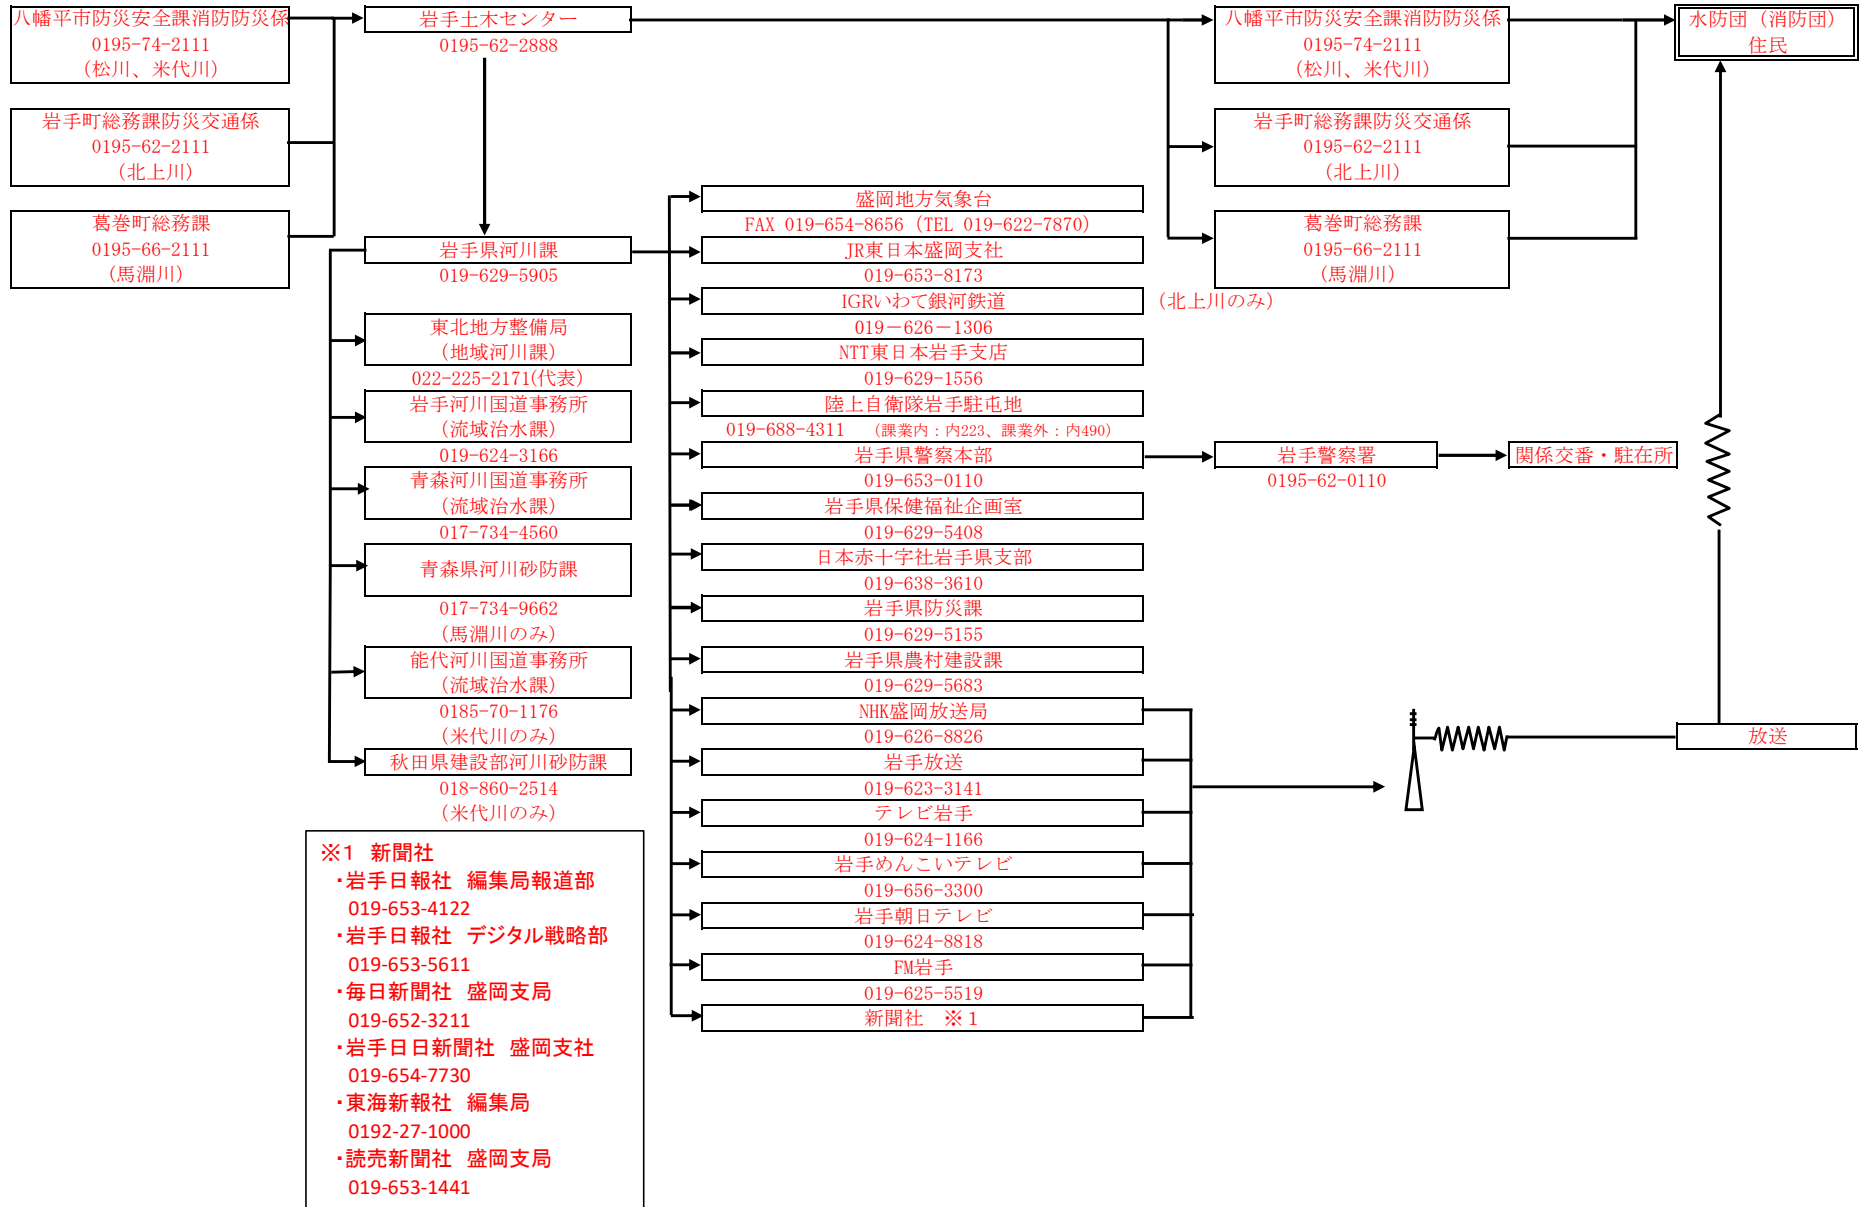 八幡平市防災安全課消防防災係
0195-74-2111
（松川、米代川）
岩手町総務課防災交通係
0195-62-2111
（北上川）
葛巻町総務課
0195-66-2111
（馬淵川）
岩手土木センター
0195-62-2888
岩手県河川課
019-629-5905
東北地方整備局
（地域河川課）
022-225-2171(代表）
岩手河川国道事務所
（流域治水課）
019-624-3166
青森河川国道事務所
（流域治水課）
017-734-4560
青森県河川砂防課
017-734-9662
（馬淵川のみ）
能代河川国道事務所
（流域治水課）
0185-70-1176
（米代川のみ）
秋田県建設部河川砂防課
018-860-2514
（米代川のみ）
※1　新聞社
・岩手日報社　編集局報道部
019-653-4122
・岩手日報社　デジタル戦略部
019-653-5611
・毎日新聞社　盛岡支局
019-652-3211
・岩手日日新聞社　盛岡支社
019-654-7730
・東海新報社　編集局
0192-27-1000
・読売新聞社　盛岡支局
019-653-1441
盛岡地方気象台
FAX 019-654-8656（TEL 019-622-7870）
JR東日本盛岡支社
019-653-8173
IGRいわて銀河鉄道
（北上川のみ）
019－626－1306
NTT東日本岩手支店
019-629-1556
陸上自衛隊岩手駐屯地
019-688-4311　（課業内：内223、課業外：内490）
岩手県警察本部
019-653-0110
岩手県保健福祉企画室
019-629-5408
日本赤十字社岩手県支部
019-638-3610
岩手県防災課
019-629-5155
岩手県農村建設課
019-629-5683
NHK盛岡放送局
019-626-8826
岩手放送
019-623-3141
テレビ岩手
019-624-1166
岩手めんこいテレビ
019-656-3300
岩手朝日テレビ
019-624-8818
FM岩手
019-625-5519
新聞社　※１
八幡平市防災安全課消防防災係
0195-74-2111
（松川、米代川）
岩手町総務課防災交通係
0195-62-2111
（北上川）
葛巻町総務課
0195-66-2111
（馬淵川）
岩手警察署
0195-62-0110
関係交番・駐在所
水防団（消防団）
住民
放送